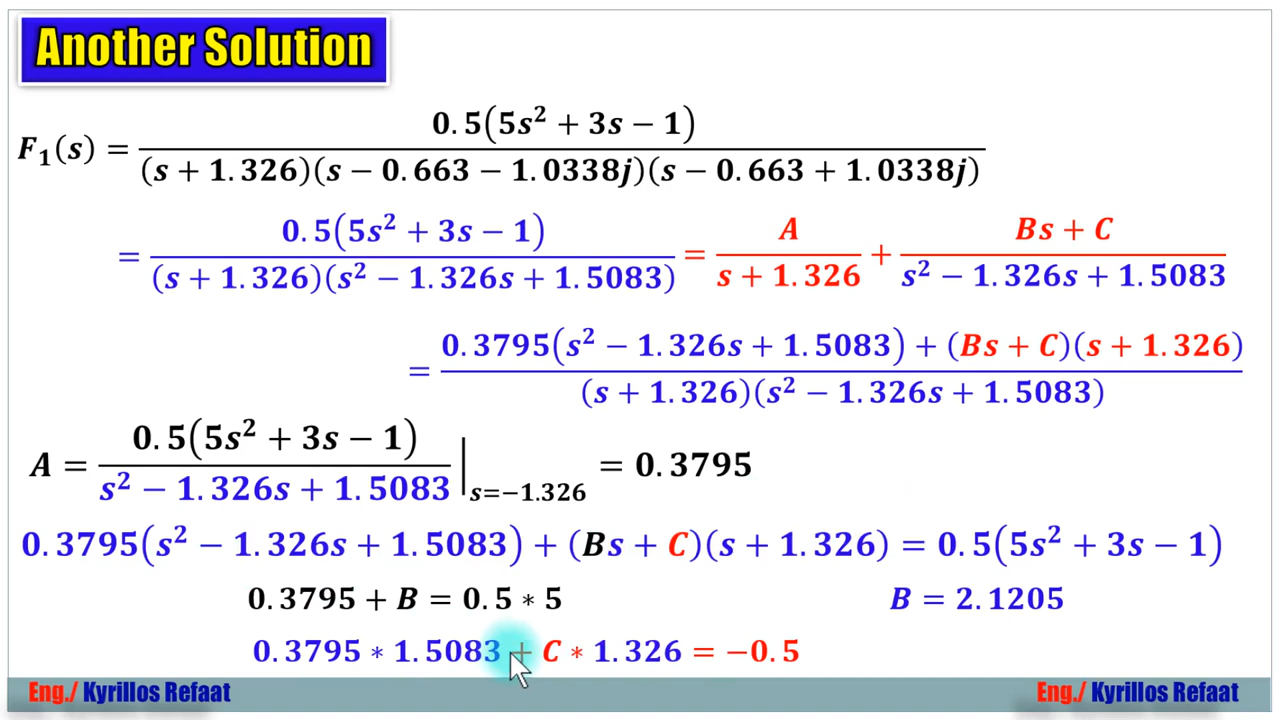 Another Solution
F₁(s) = 0.5(5s² + 3s − 1) / (s + 1.326)(s − 0.663 − 1.0338j)(s − 0.663 + 1.0338j)
= 0.5(5s² + 3s − 1) / (s + 1.326)(s² − 1.326s + 1.5083) = A / s + 1.326 + Bs + C / s² − 1.326s + 1.5083
= 0.3795(s² − 1.326s + 1.5083) + (Bs + C)(s + 1.326) / (s + 1.326)(s² − 1.326s + 1.5083)
A = 0.5(5s² + 3s − 1) / s² − 1.326s + 1.5083 |s=−1.326 = 0.3795
0.3795(s² − 1.326s + 1.5083) + (Bs + C)(s + 1.326) = 0.5(5s² + 3s − 1)
0.3795 + B = 0.5 * 5 B = 2.1205
0.3795 * 1.5083 + C * 1.326 = −0.5
Eng./ Kyrillos Refaat Eng./ Kyrillos Refaat